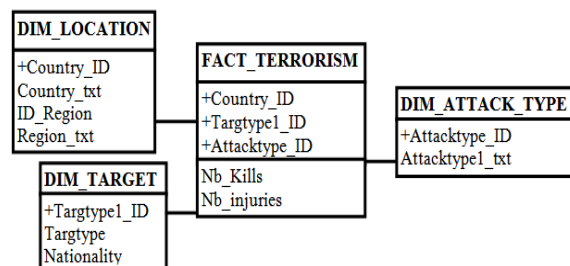 DIM_LOCATION
+Country_ID
Country_txt
ID_Region
Region_txt
FACT_TERRORISM
+Country_ID
+Targtype1_ID
+Attacktype_ID
Nb_Kills
Nb_injuries
DIM_ATTACK_TYPE
+Attacktype_ID
Attacktype1_txt
DIM_TARGET
+Targtype1_ID
Targtype
Nationality